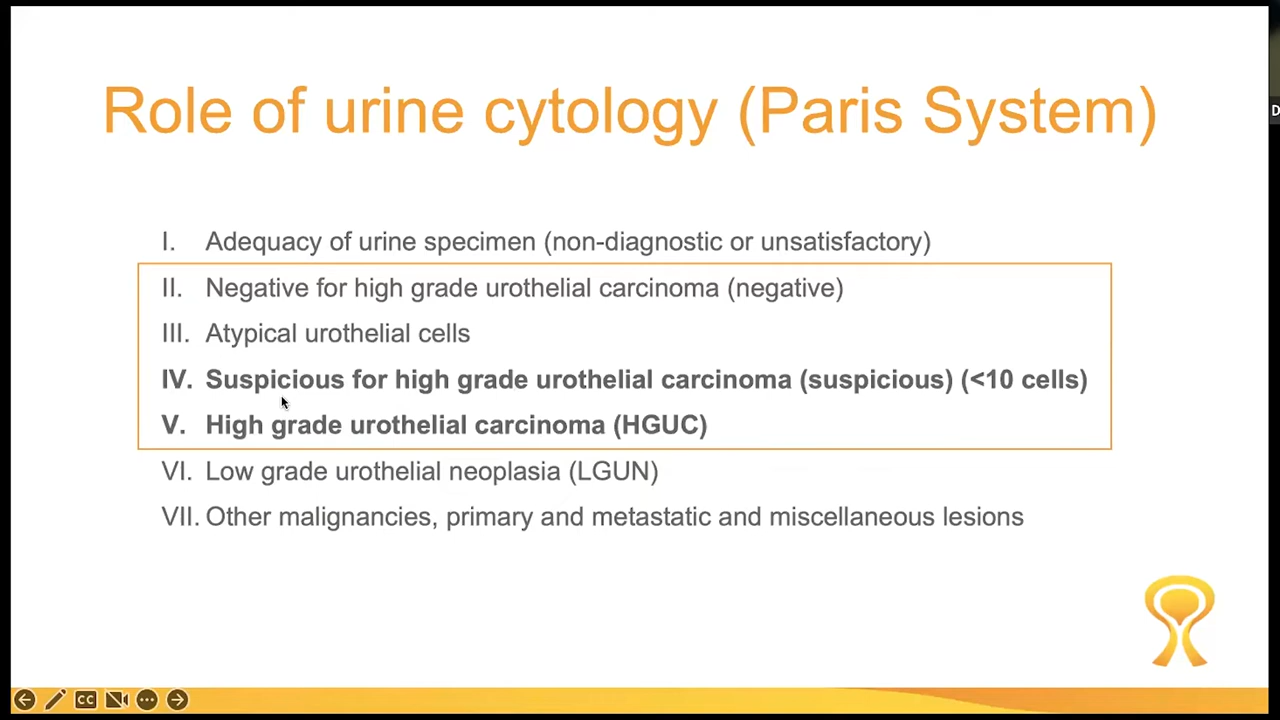 Role of urine cytology (Paris System)
I. Adequacy of urine specimen (non-diagnostic or unsatisfactory)
II. Negative for high grade urothelial carcinoma (negative)
III. Atypical urothelial cells
IV. Suspicious for high grade urothelial carcinoma (suspicious) (<10 cells)
V. High grade urothelial carcinoma (HGUC)
VI. Low grade urothelial neoplasia (LGUN)
VII. Other malignancies, primary and metastatic and miscellaneous lesions
D
CC